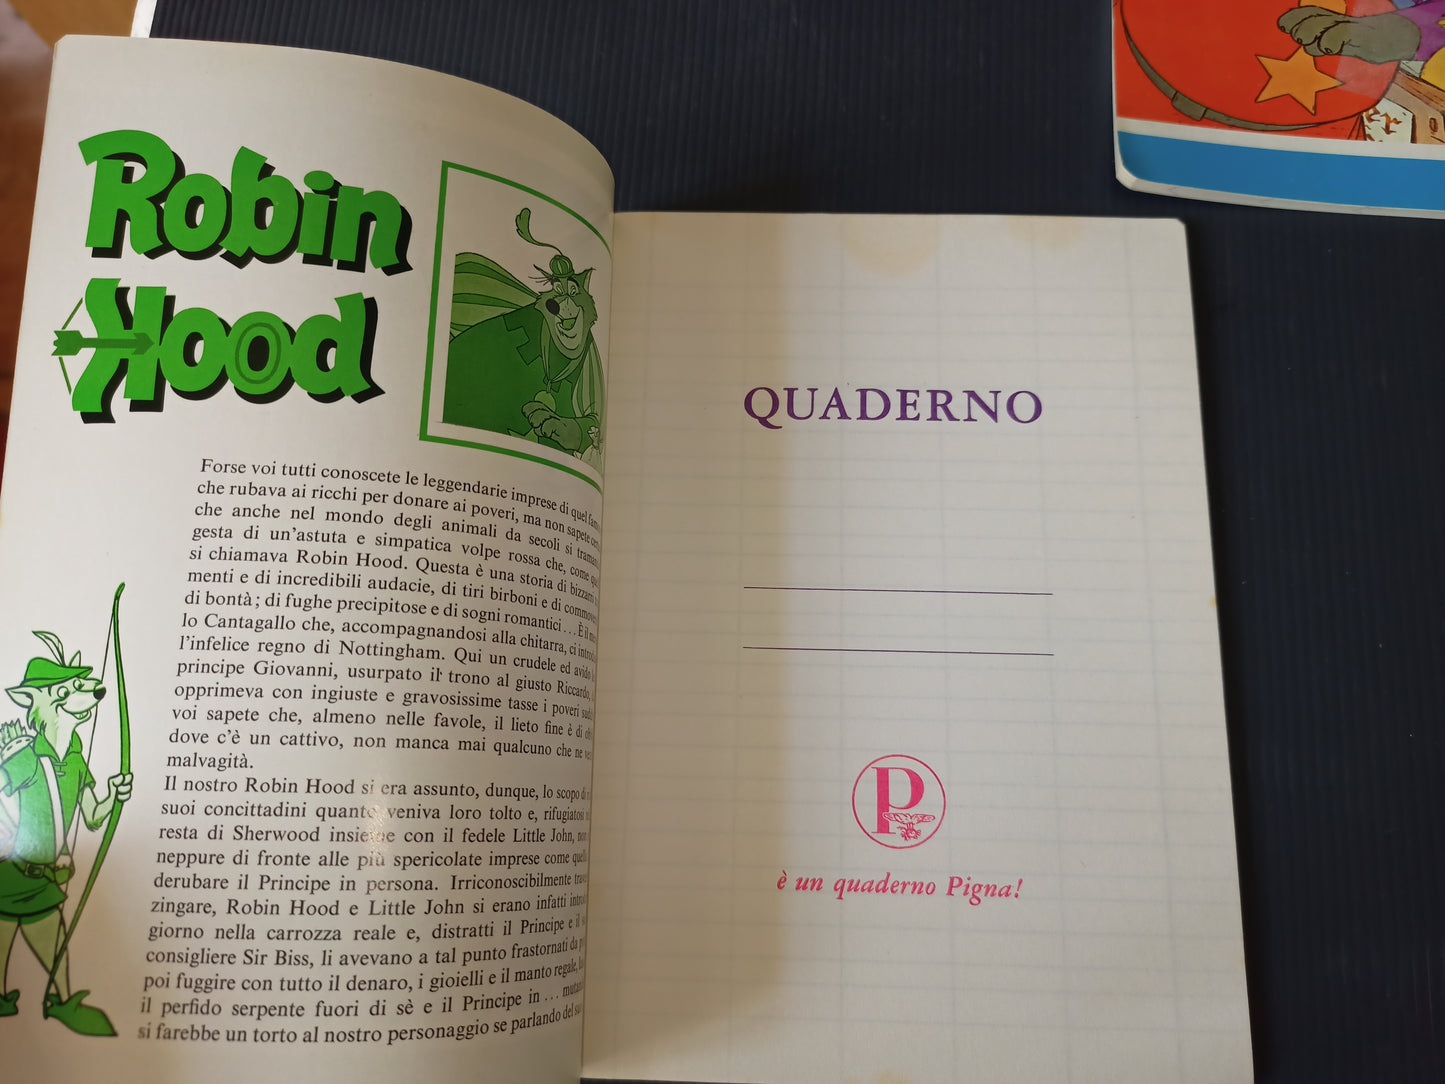 Robin
Hood
Forse voi tutti conoscete le leggendarie imprese di quel
che rubava ai ricchi per donare ai poveri, ma non sapete
che anche nel mondo degli animali da secoli si
gesta di un'astuta e simpatica volpe rossa che, come
si chiamava Robin Hood. Questa è una storia di
menti e di incredibili audacie, di tiri birboni e di
di bontà; di fughe precipitose e di sogni romantici ... È il
lo Cantagallo che, accompagnandosi alla chitarra, ci
l'infelice regno di Nottingham. Qui un crudele ed avido
principe Giovanni, usurpato il trono al giusto Riccardo,
opprimeva con ingiuste e gravosissime tasse i poveri
voi sapete che, almeno nelle favole, il lieto fine è di
dove c'è un cattivo, non manca mai qualcuno che ne
malvagità.
Il nostro Robin Hood si era assunto, dunque, lo scopo di
suoi concittadini quanto veniva loro tolto e, rifugiatosi
resta di Sherwood insieme con il fedele Little John,
neppure di fronte alle più spericolate imprese come
derubare il Principe in persona. Irriconoscibilmente
zingare, Robin Hood e Little John si erano infatti
giorno nella carrozza reale e, distratti il Principe e il
consigliere Sir Biss, li avevano a tal punto frastornati da
poi fuggire con tutto il denaro, i gioielli e il manto regale,
il perfido serpente fuori di sè e il Principe in ...
si farebbe un torto al nostro personaggio se parlando del
QUADERNO
P
è un quaderno Pigna!